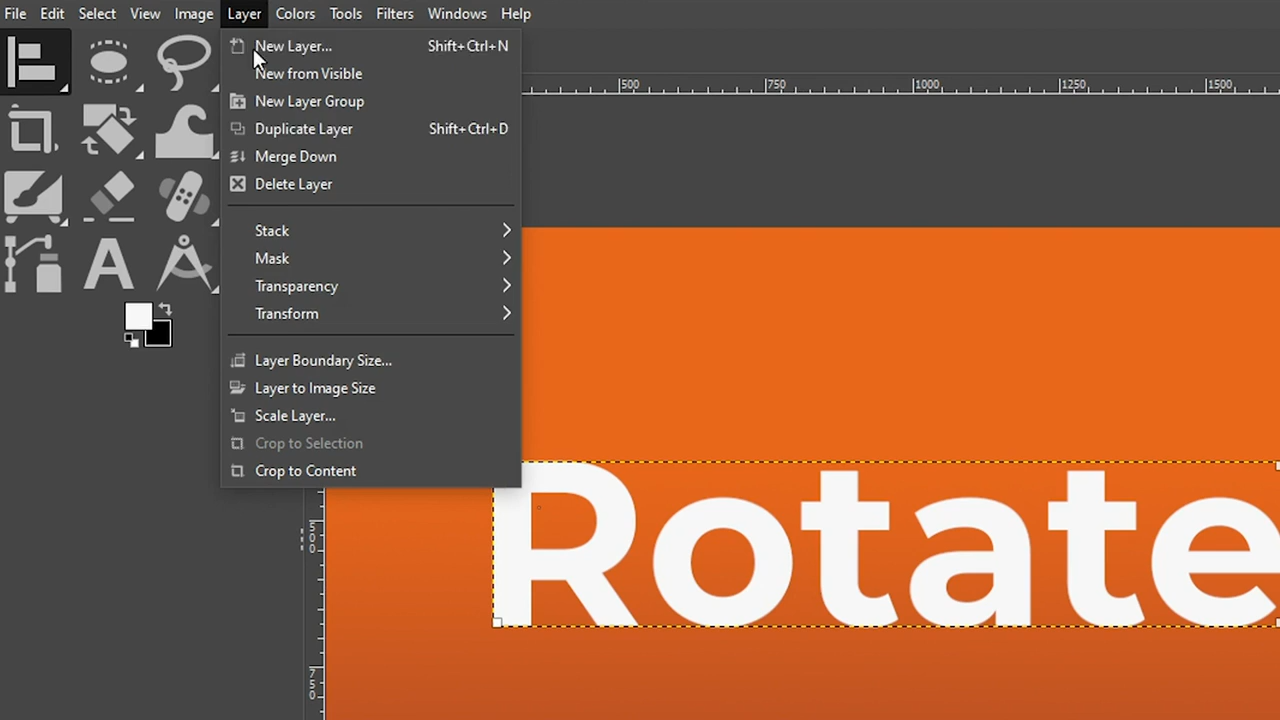 File Edit Select View Image Layer Colors Tools Filters Windows Help
New Layer... Shift+Ctrl+N
New from Visible
New Layer Group
Duplicate Layer Shift+Ctrl+D
Merge Down
Delete Layer
Stack
Mask
Transparency
Transform
Layer Boundary Size...
Layer to Image Size
Scale Layer...
Crop to Selection
Crop to Content
500 750 1000 1250 1500
500
750
Rotate